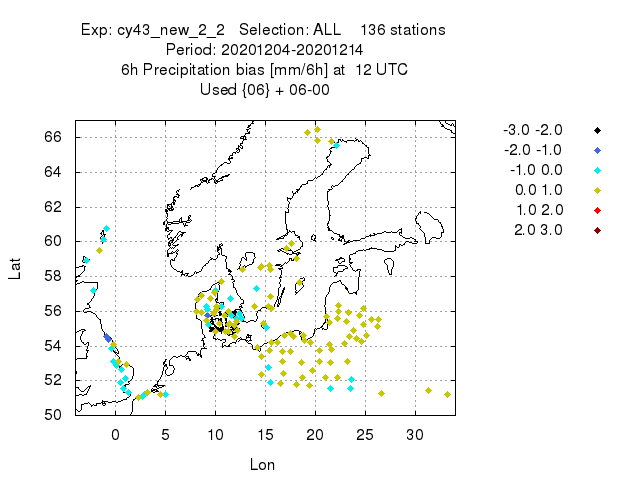 Exp: cy43_new_2_2 Selection: ALL 136 stations
Period: 20201204-20201214
6h Precipitation bias [mm/6h] at 12 UTC
Used {06} + 06-00
-3.0 -2.0
-2.0 -1.0
-1.0 0.0
0.0 1.0
1.0 2.0
2.0 3.0
66
64
62
60
58
56
54
52
50
Lat
0 5 10 15 20 25 30
Lon